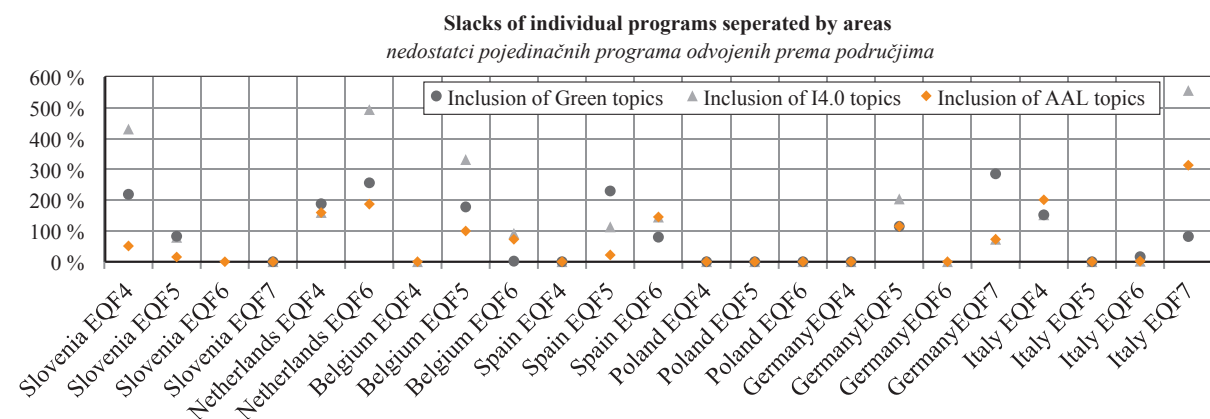 Slacks of individual programs seperated by areas
nedostatci pojedinačnih programa odvojenih prema područjima
600 %
500 %
400 %
300 %
200 %
100 %
0 %
Inclusion of Green topics
Inclusion of I4.0 topics
Inclusion of AAL topics
Slovenia EQF4
Slovenia EQF5
Slovenia EQF6
Slovenia EQF7
Netherlands EQF4
Netherlands EQF6
Belgium EQF4
Belgium EQF5
Belgium EQF6
Spain EQF4
Spain EQF5
Spain EQF6
Poland EQF4
Poland EQF5
Poland EQF6
GermanyEQF4
GermanyEQF5
GermanyEQF6
GermanyEQF7
Italy EQF4
Italy EQF5
Italy EQF6
Italy EQF7